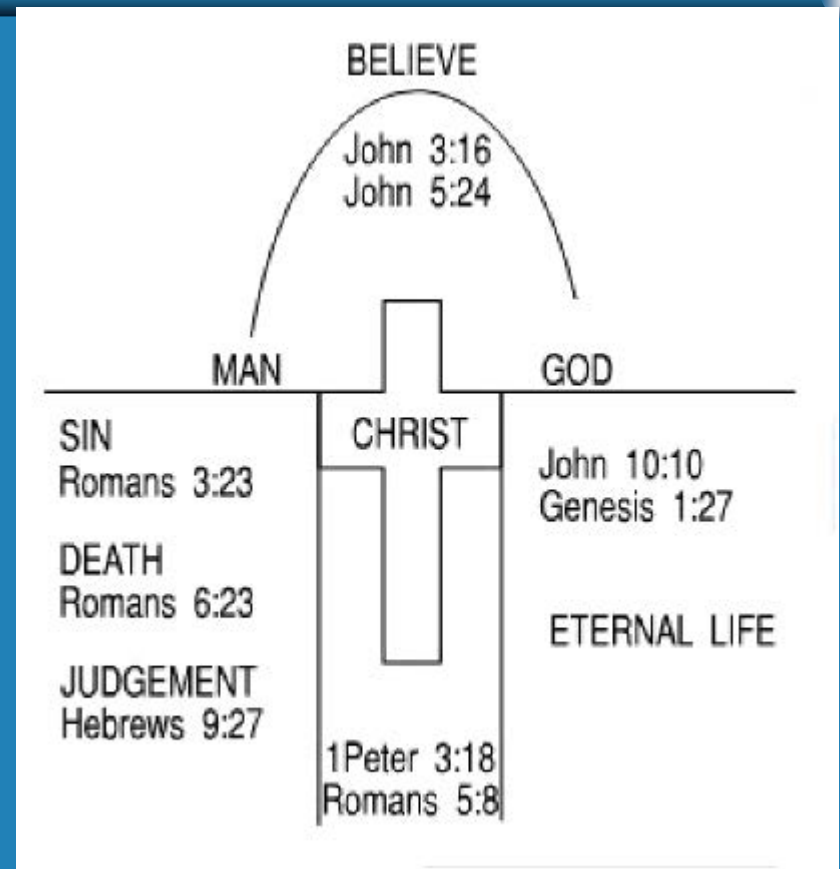 BELIEVE
John 3:16
John 5:24
MAN
GOD
SIN
Romans 3:23
DEATH
Romans 6:23
JUDGEMENT
Hebrews 9:27
CHRIST
1Peter 3:18
Romans 5:8
John 10:10
Genesis 1:27
ETERNAL LIFE